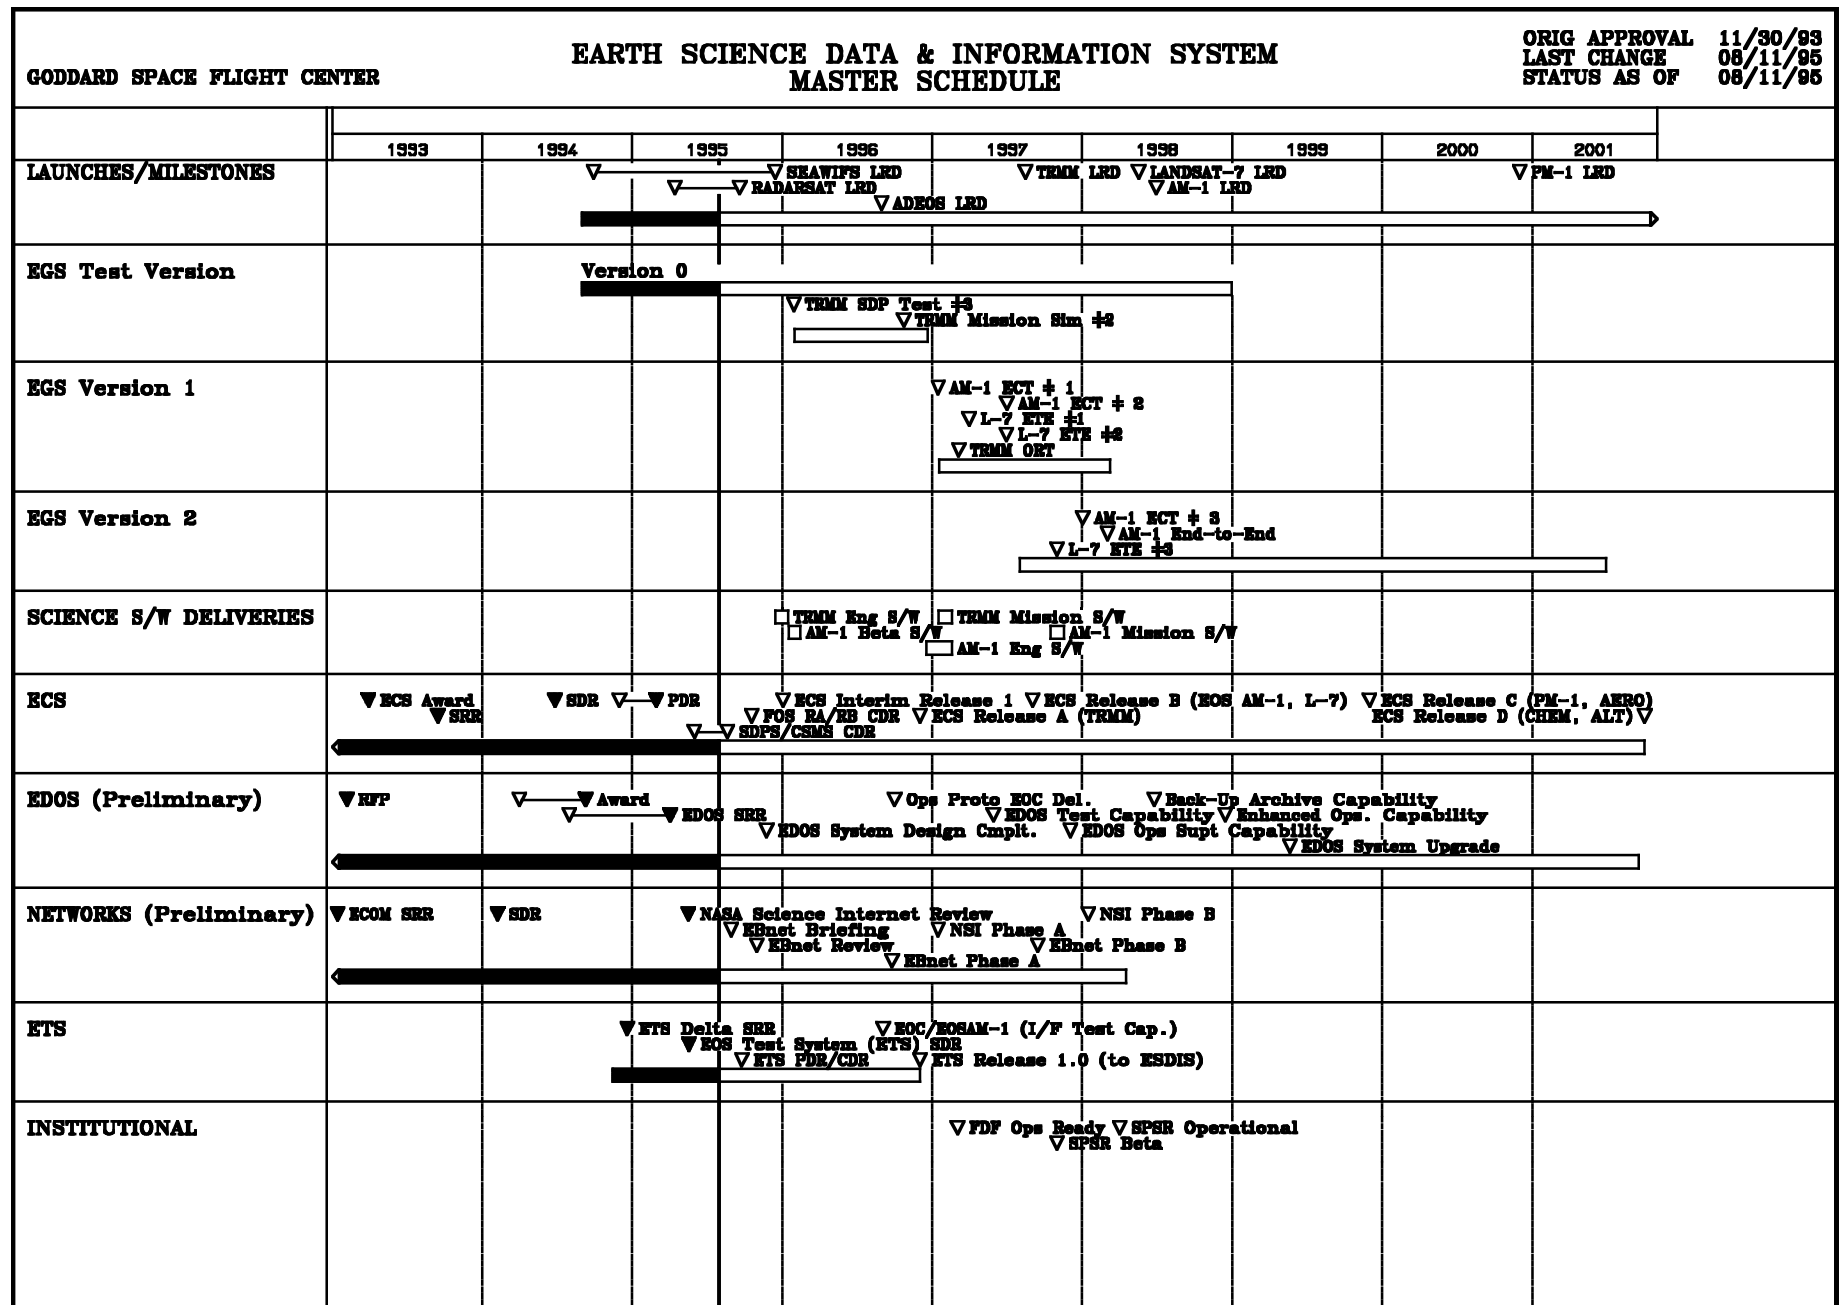 GODDARD SPACE FLIGHT CENTER
EARTH SCIENCE DATA & INFORMATION SYSTEM
MASTER SCHEDULE
ORIG APPROVAL 11/30/93
LAST CHANGE 08/11/95
STATUS AS OF 08/11/95
1993 1994 1995 1996 1997 1998 1999 2000 2001
LAUNCHES/MILESTONES
SEAWIFS LRD TRMM LRD LANDSAT-7 LRD PM-1 LRD
RADARSAT LRD AM-1 LRD
ADEOS LRD
EGS Test Version
Version 0
TRMM SDP Test #3
TRMM Mission Sim #2
EGS Version 1
AM-1 ECT # 1
AM-1 ECT # 2
L-7 ETE #1
L-7 ETE #2
TRMM ORT
EGS Version 2
AM-1 ECT # 3
AM-1 End-to-End
L-7 ETE #3
SCIENCE S/W DELIVERIES
TRMM Eng S/W TRMM Mission S/W
AM-1 Beta S/W AM-1 Mission S/W
AM-1 Eng S/W
ECS
ECS Award SDR PDR ECS Interim Release 1 ECS Release B (EOS AM-1, L-7) ECS Release C (PM-1, AERO)
SRR FOS RA/RB CDR ECS Release A (TRMM) ECS Release D (CHEM, ALT)
SDPS/CSMS CDR
EDOS (Preliminary)
RFP Award Ops Proto EOC Del. Back-Up Archive Capability
EDOS SRR EDOS Test Capability Enhanced Ops. Capability
EDOS System Design Cmplt. EDOS Ops Supt Capability
EDOS System Upgrade
NETWORKS (Preliminary)
ECOM SRR SDR NASA Science Internet Review NSI Phase B
EBnet Briefing NSI Phase A
EBnet Review EBnet Phase B
EBnet Phase A
ETS
ETS Delta SRR EOC/EOSAM-1 (I/F Test Cap.)
EOS Test System (ETS) SDR
ETS PDR/CDR ETS Release 1.0 (to ESDIS)
INSTITUTIONAL
FDF Ops Ready SPSR Operational
SPSR Beta